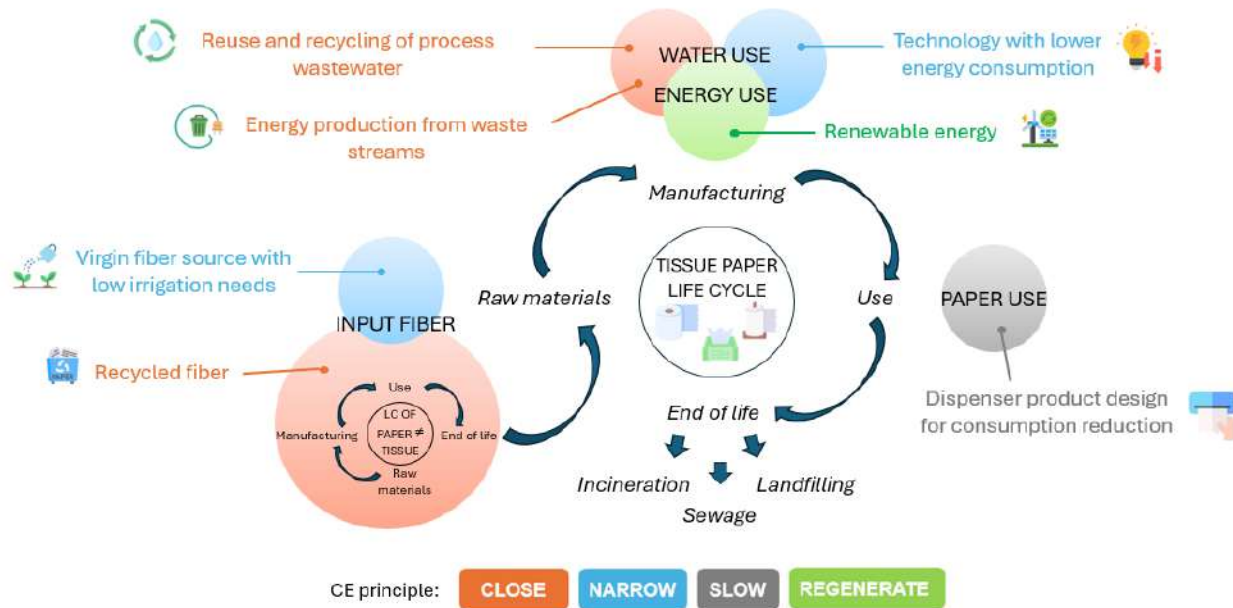 Reuse and recycling of process
wastewater
WATER USE
ENERGY USE
Technology with lower
energy consumption
Energy production from waste
streams
Renewable energy
Manufacturing
Virgin fiber source with
low irrigation needs
Raw materials
TISSUE PAPER
LIFE CYCLE
Use
PAPER USE
INPUT FIBER
Recycled fiber
PAPER
Use
LC OF
PAPER ≠
TISSUE
Manufacturing
End of life
Raw
materials
End of life
Dispenser product design
for consumption reduction
Incineration
Landfilling
Sewage
CE principle:
CLOSE
NARROW
SLOW
REGENERATE